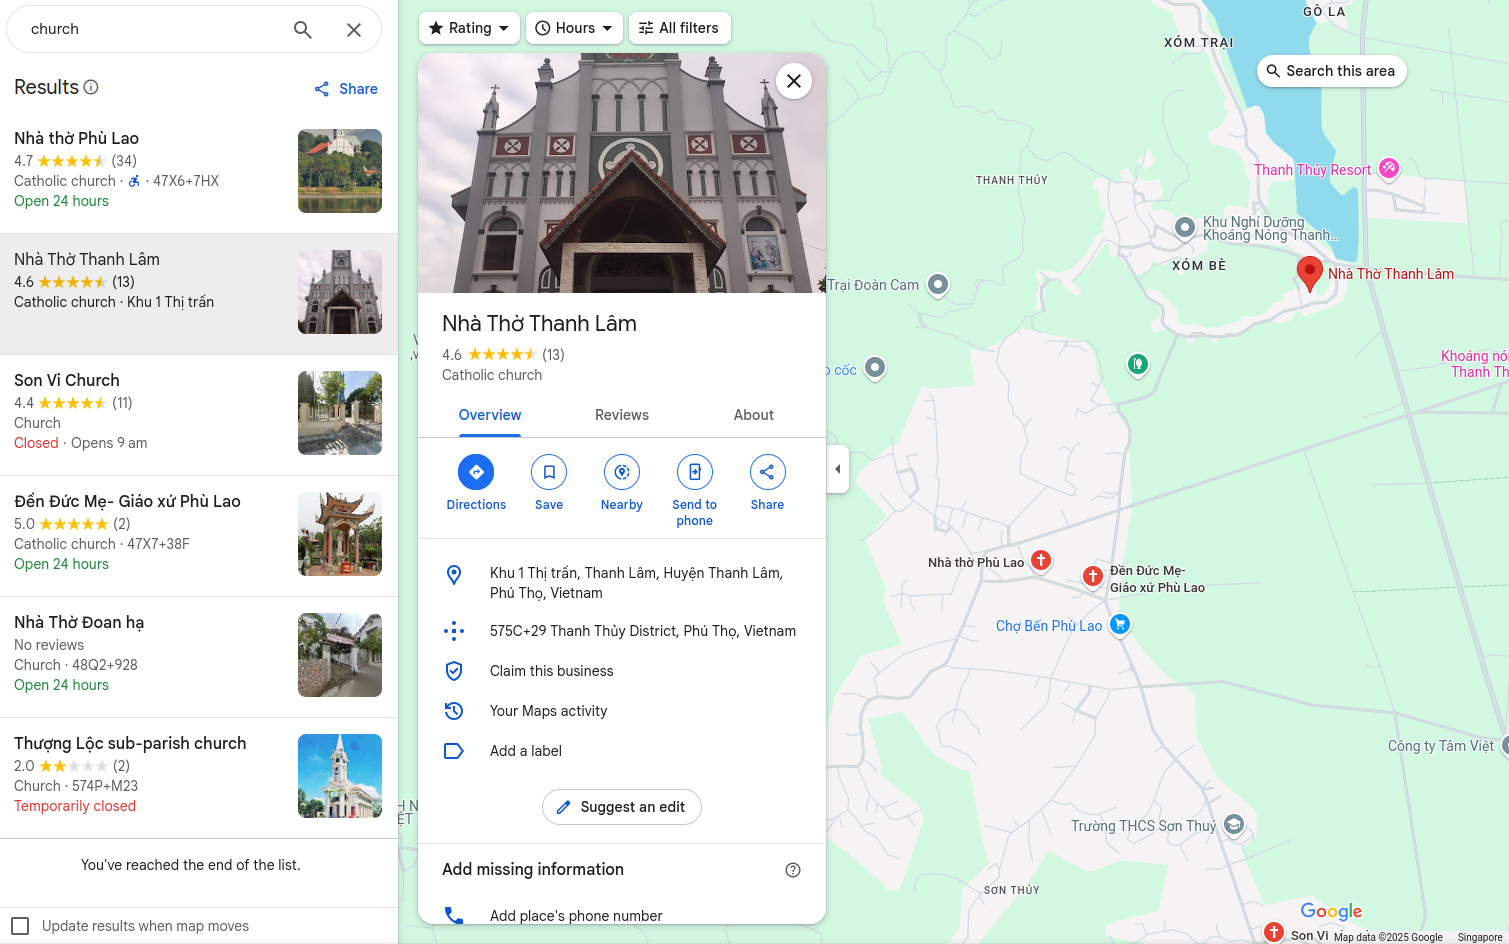 church
Results
Share
Nhà thờ Phù Lao
4.7 (34)
Catholic church · · 47X6+7HX
Open 24 hours
Nhà Thờ Thanh Lâm
4.6 (13)
Catholic church · Khu 1 Thị trấn
Son Vi Church
4.4 (11)
Church
Closed · Opens 9 am
Đền Đức Mẹ- Giáo xứ Phù Lao
5.0 (2)
Catholic church · 47X7+38F
Open 24 hours
Nhà Thờ Đoan hạ
No reviews
Church · 48Q2+928
Open 24 hours
Thượng Lộc sub-parish church
2.0 (2)
Church · 574P+M23
Temporarily closed
You've reached the end of the list.
Update results when map moves
Rating
Hours
All filters
Nhà Thờ Thanh Lâm
4.6 (13)
Catholic church
Overview
Reviews
About
Directions
Save
Nearby
Send to
phone
Share
Khu 1 Thị trấn, Thanh Lâm, Huyện Thanh Lâm,
Phú Thọ, Vietnam
575C+29 Thanh Thủy District, Phú Thọ, Vietnam
Claim this business
Your Maps activity
Add a label
Suggest an edit
Add missing information
Add place's phone number
GÒ LA
XÓM TRẠI
Search this area
THANH THỦY
Thanh Thủy Resort
Khu Nghỉ Dưỡng
Khoáng Nóng Thanh...
XÓM BÈ
Nhà Thờ Thanh Lâm
Trại Đoàn Cam
cốc
Khoáng nó
Thanh Th
Nhà thờ Phù Lao
Đền Đức Mẹ-
Giáo xứ Phù Lao
Chợ Bến Phù Lao
Công ty Tâm Việt
Trường THCS Sơn Thuỷ
SƠN THỦY
Google
Son Vi
Map data ©2025 Google
Singapore